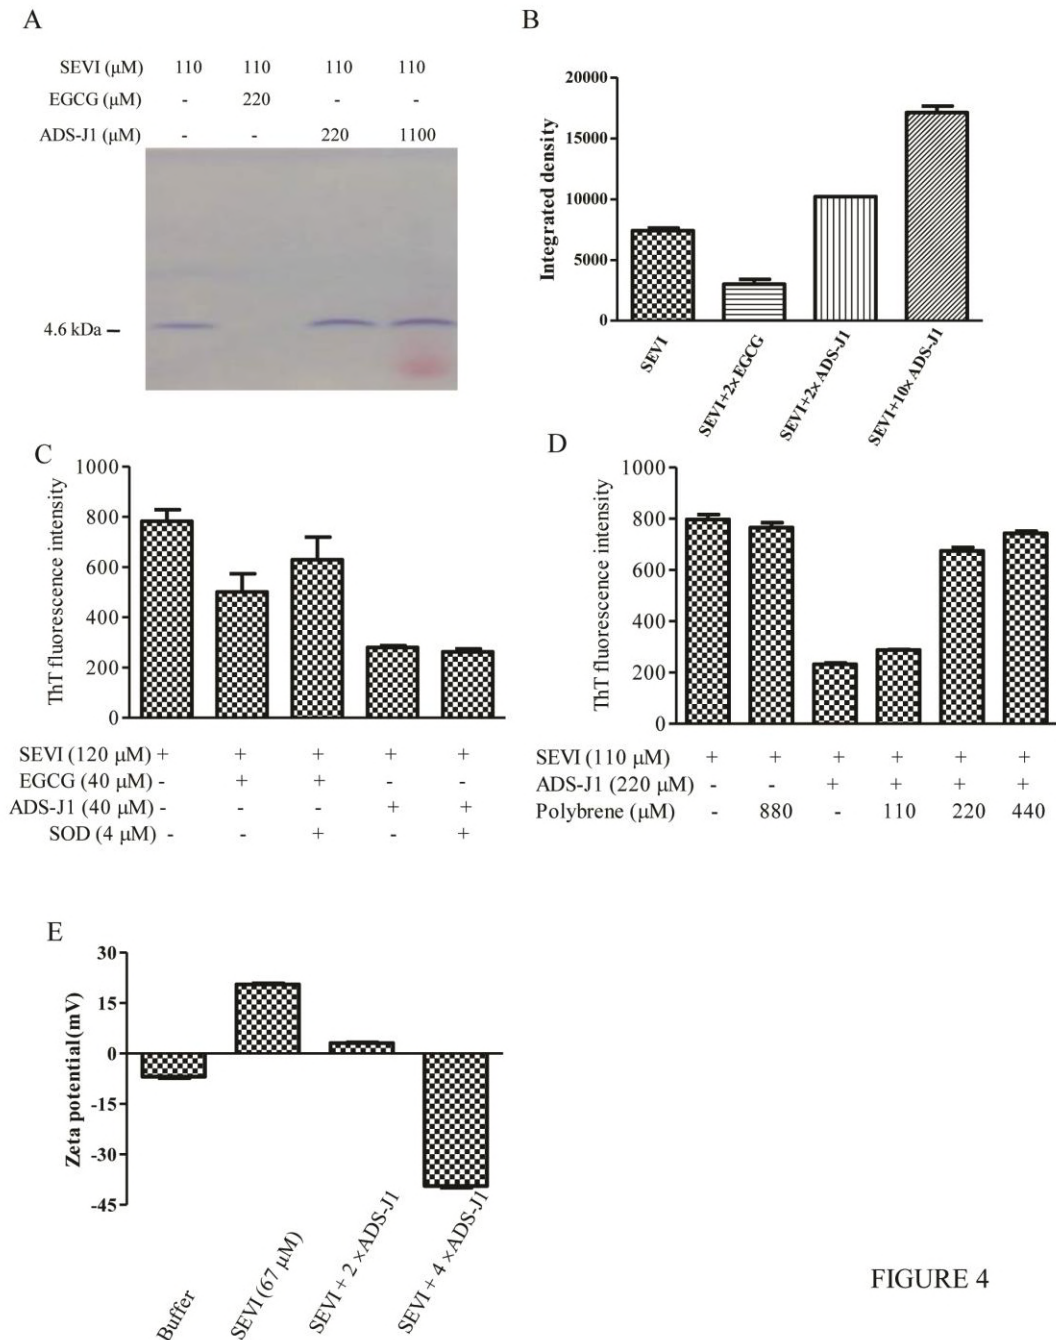 A
SEVI (μM) 110 110 110 110
EGCG (μM) - 220 - -
ADS-J1 (μM) - - 220 1100
4.6 kDa
B
Integrated density
20000
15000
10000
5000
0
SEVI
SEVI+2×EGCG
SEVI+2×ADS-J1
SEVI+10×ADS-J1
C
ThT fluorescence intensity
1000
800
600
400
200
0
SEVI (120 μM) + + + + +
EGCG (40 μM) - + + - -
ADS-J1 (40 μM) - - - + +
SOD (4 μM) - - + - +
D
ThT fluorescence intensity
1000
800
600
400
200
0
SEVI (110 μM) + + + + + +
ADS-J1 (220 μM) - - + + + +
Polybrene (μM) - 880 - 110 220 440
E
Zeta potential(mV)
30
15
0
-15
-30
-45
Buffer
SEVI (67 μM)
SEVI + 2 ×ADS-J1
SEVI + 4 ×ADS-J1
FIGURE 4